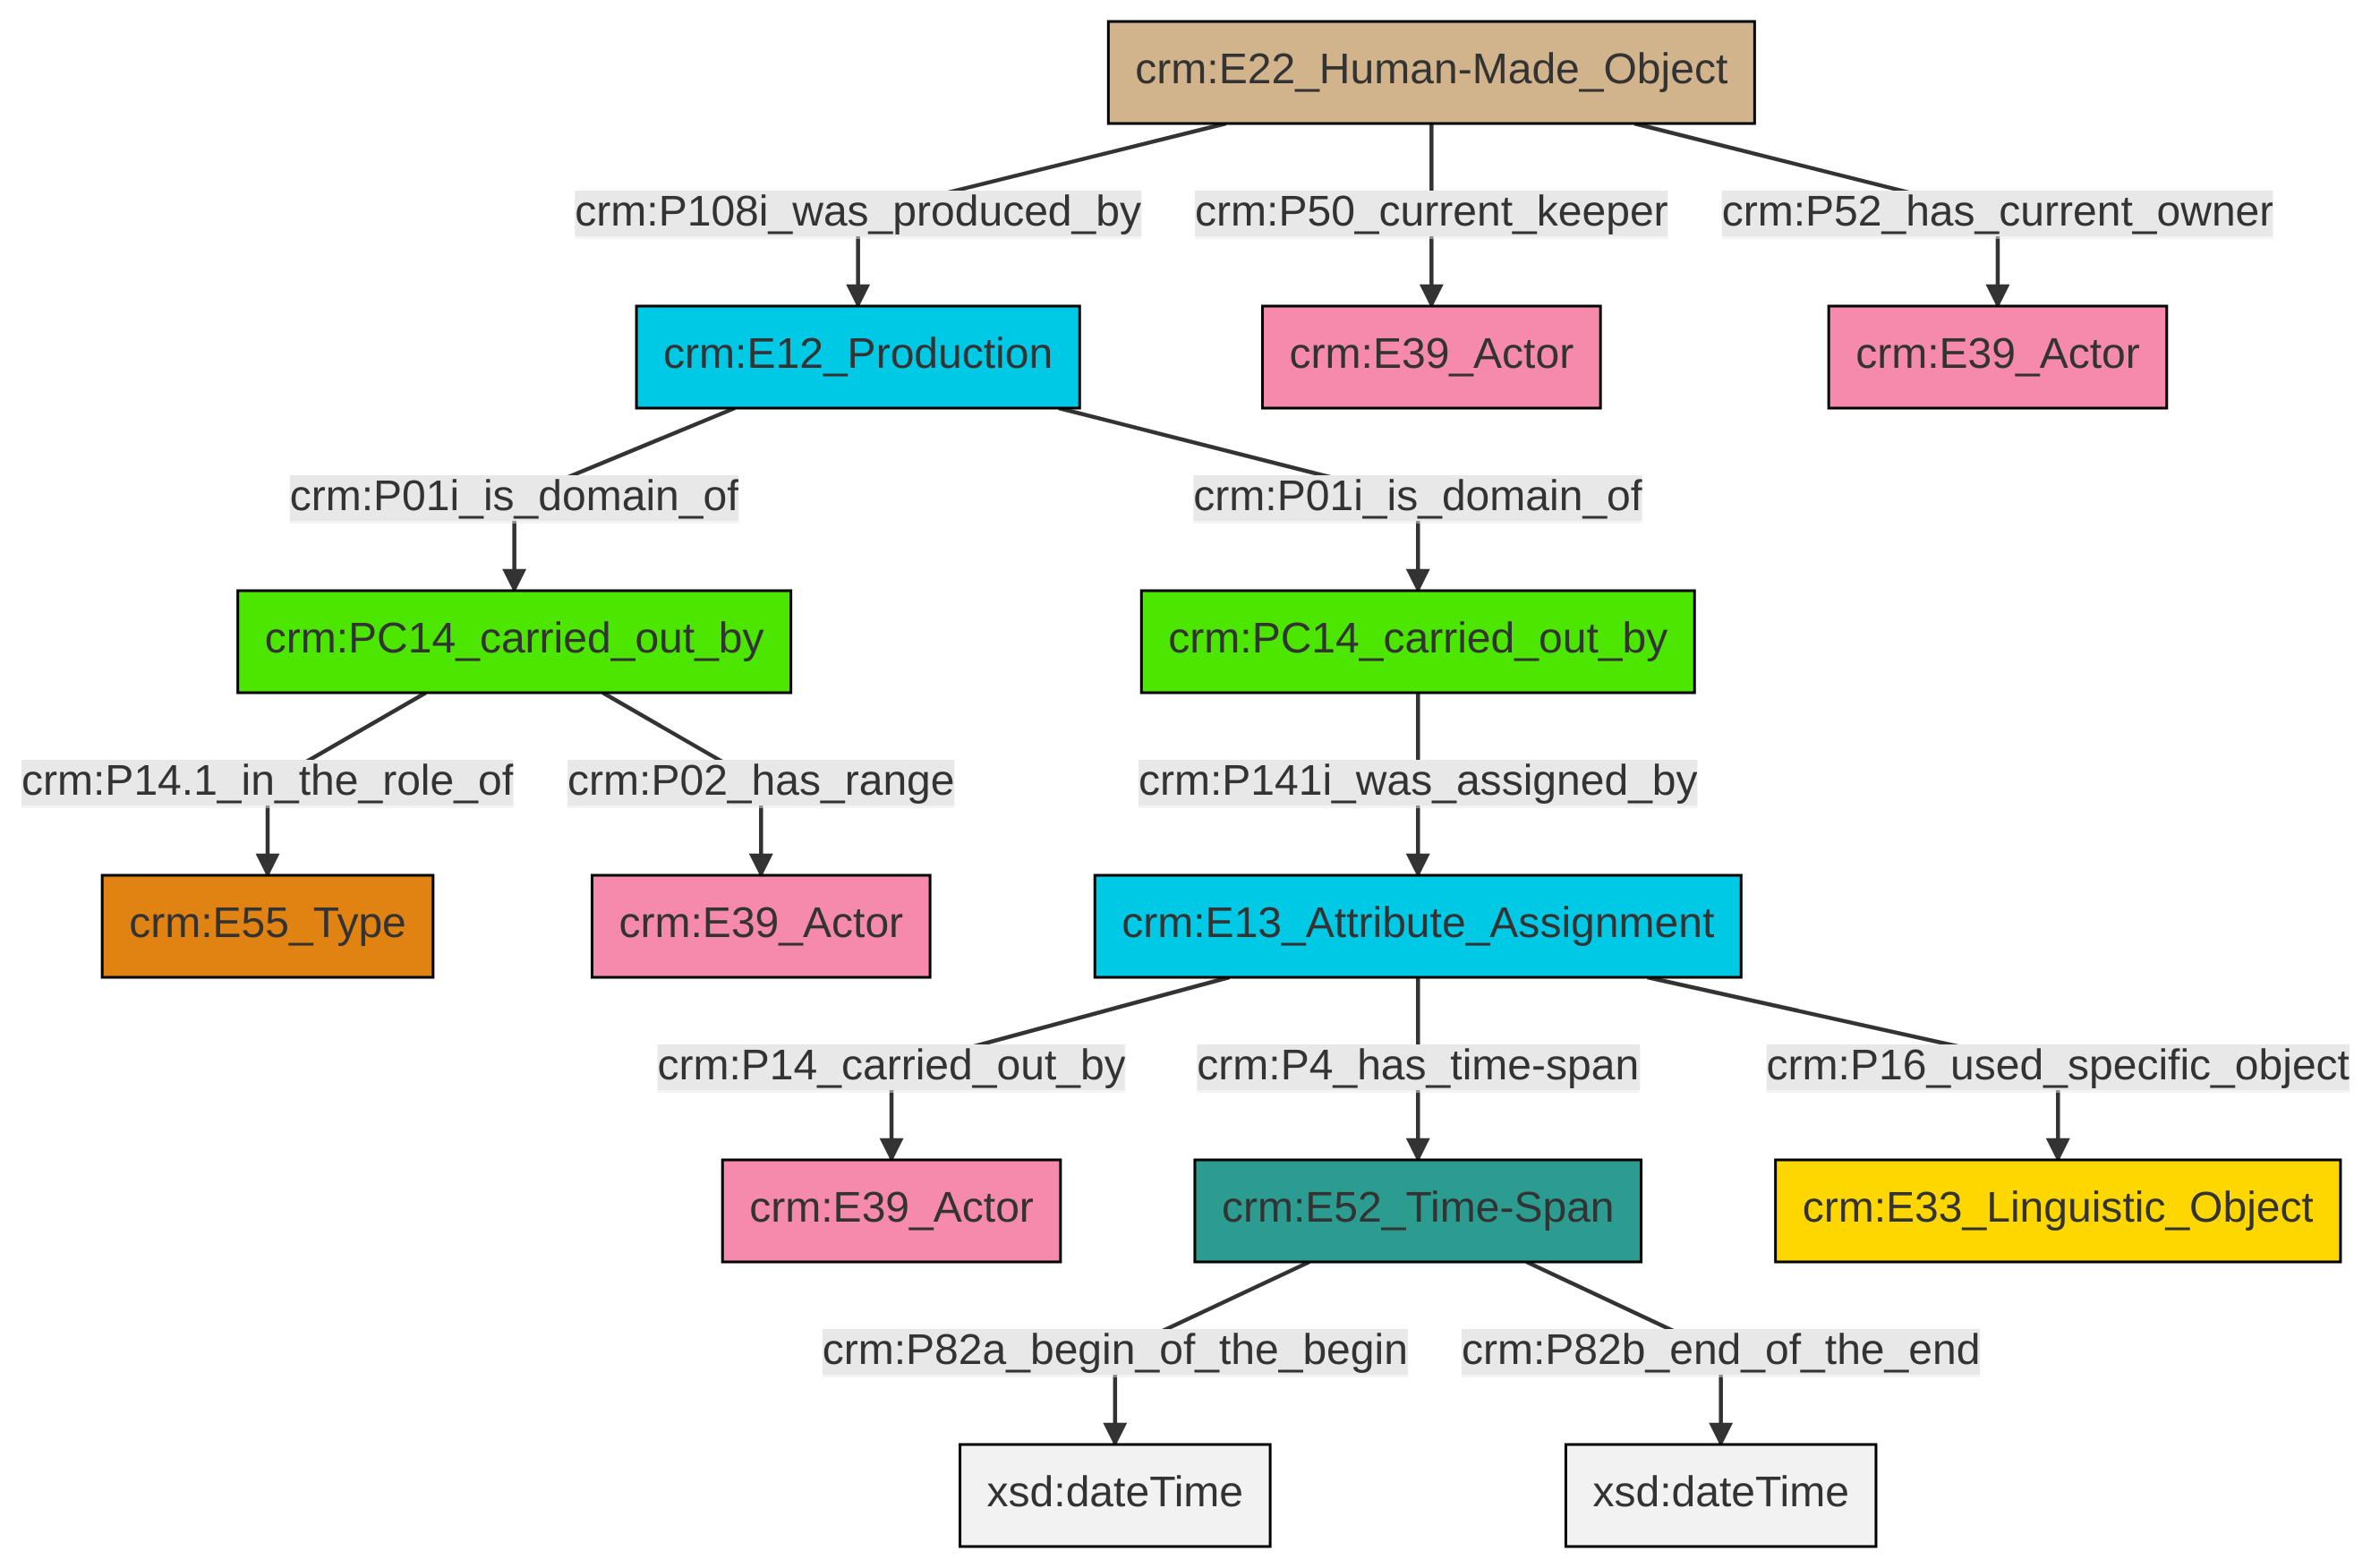 crm:E22_Human-Made_Object
crm:P108i_was_produced_by
crm:P50_current_keeper
crm:P52_has_current_owner
crm:E12_Production
crm:E39_Actor
crm:E39_Actor
crm:P01i_is_domain_of
crm:P01i_is_domain_of
crm:PC14_carried_out_by
crm:PC14_carried_out_by
crm:P14.1_in_the_role_of
crm:P02_has_range
crm:P141i_was_assigned_by
crm:E55_Type
crm:E39_Actor
crm:E13_Attribute_Assignment
crm:P14_carried_out_by
crm:P4_has_time-span
crm:P16_used_specific_object
crm:E39_Actor
crm:E52_Time-Span
crm:E33_Linguistic_Object
crm:P82a_begin_of_the_begin
crm:P82b_end_of_the_end
xsd:dateTime
xsd:dateTime